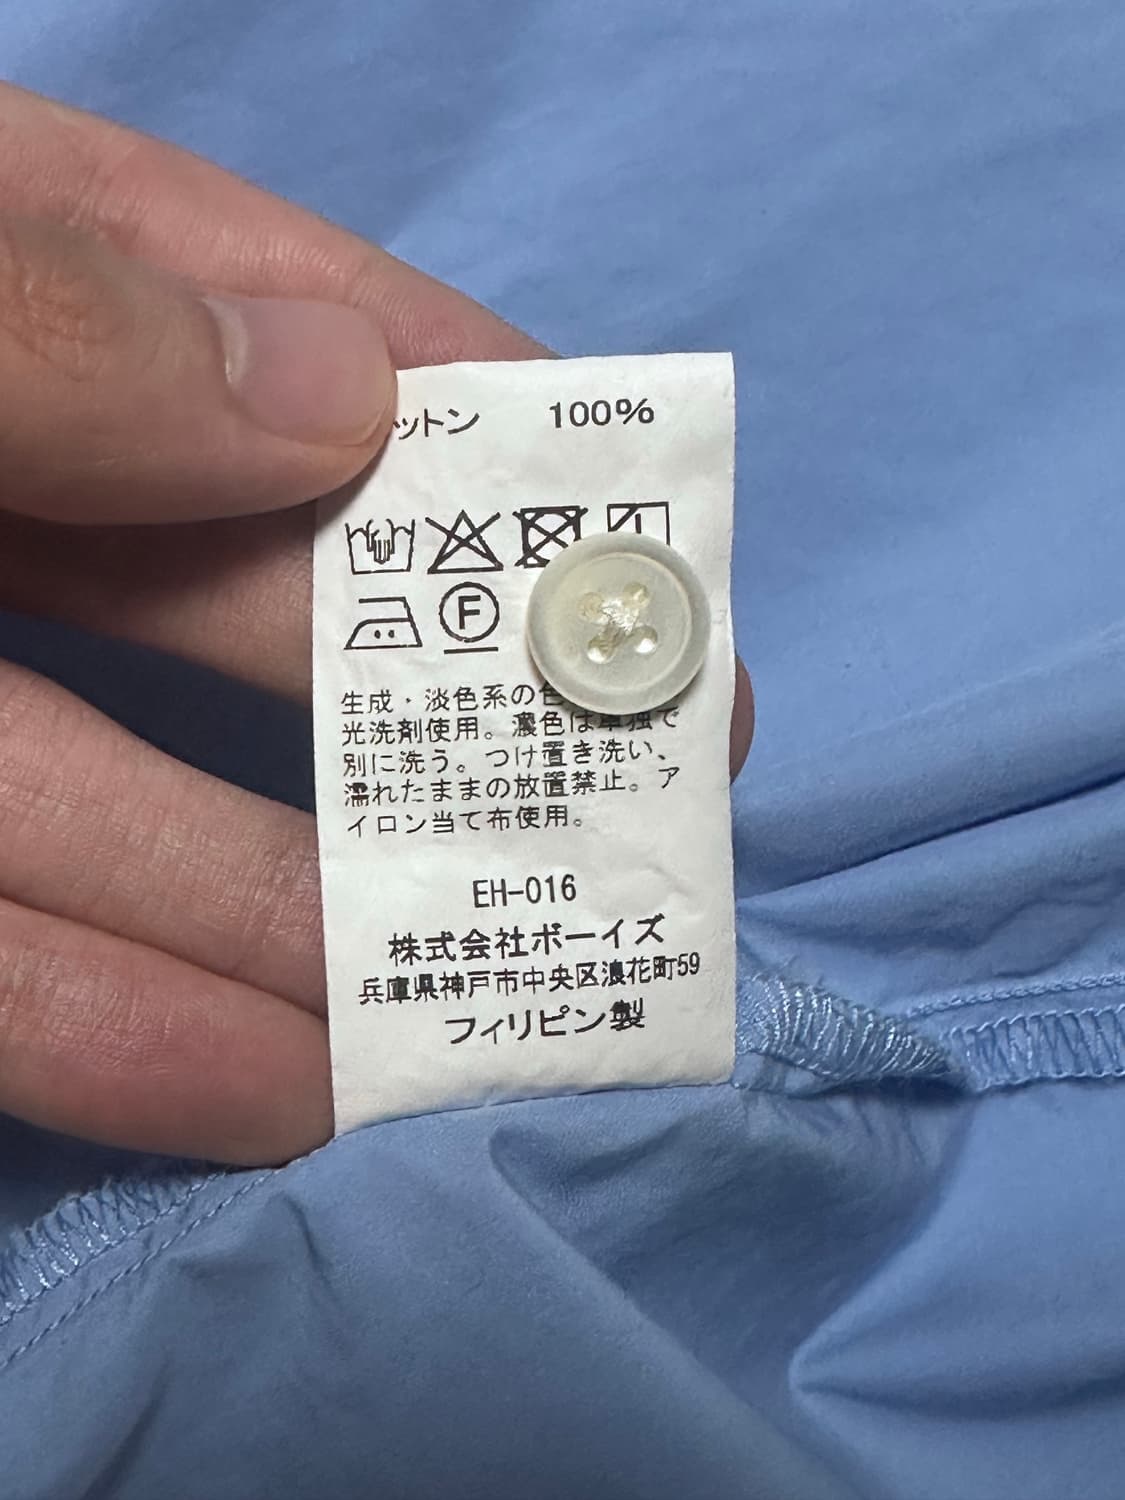 ットン 100%
F
生成・淡色系の色
光洗剤使用。濃色は単独で
別に洗う。つけ置き洗い、
濡れたままの放置禁止。ア
イロン当て布使用。
EH-016
株式会社ボーイズ
兵庫県神戸市中央区浪花町59
フィリピン製